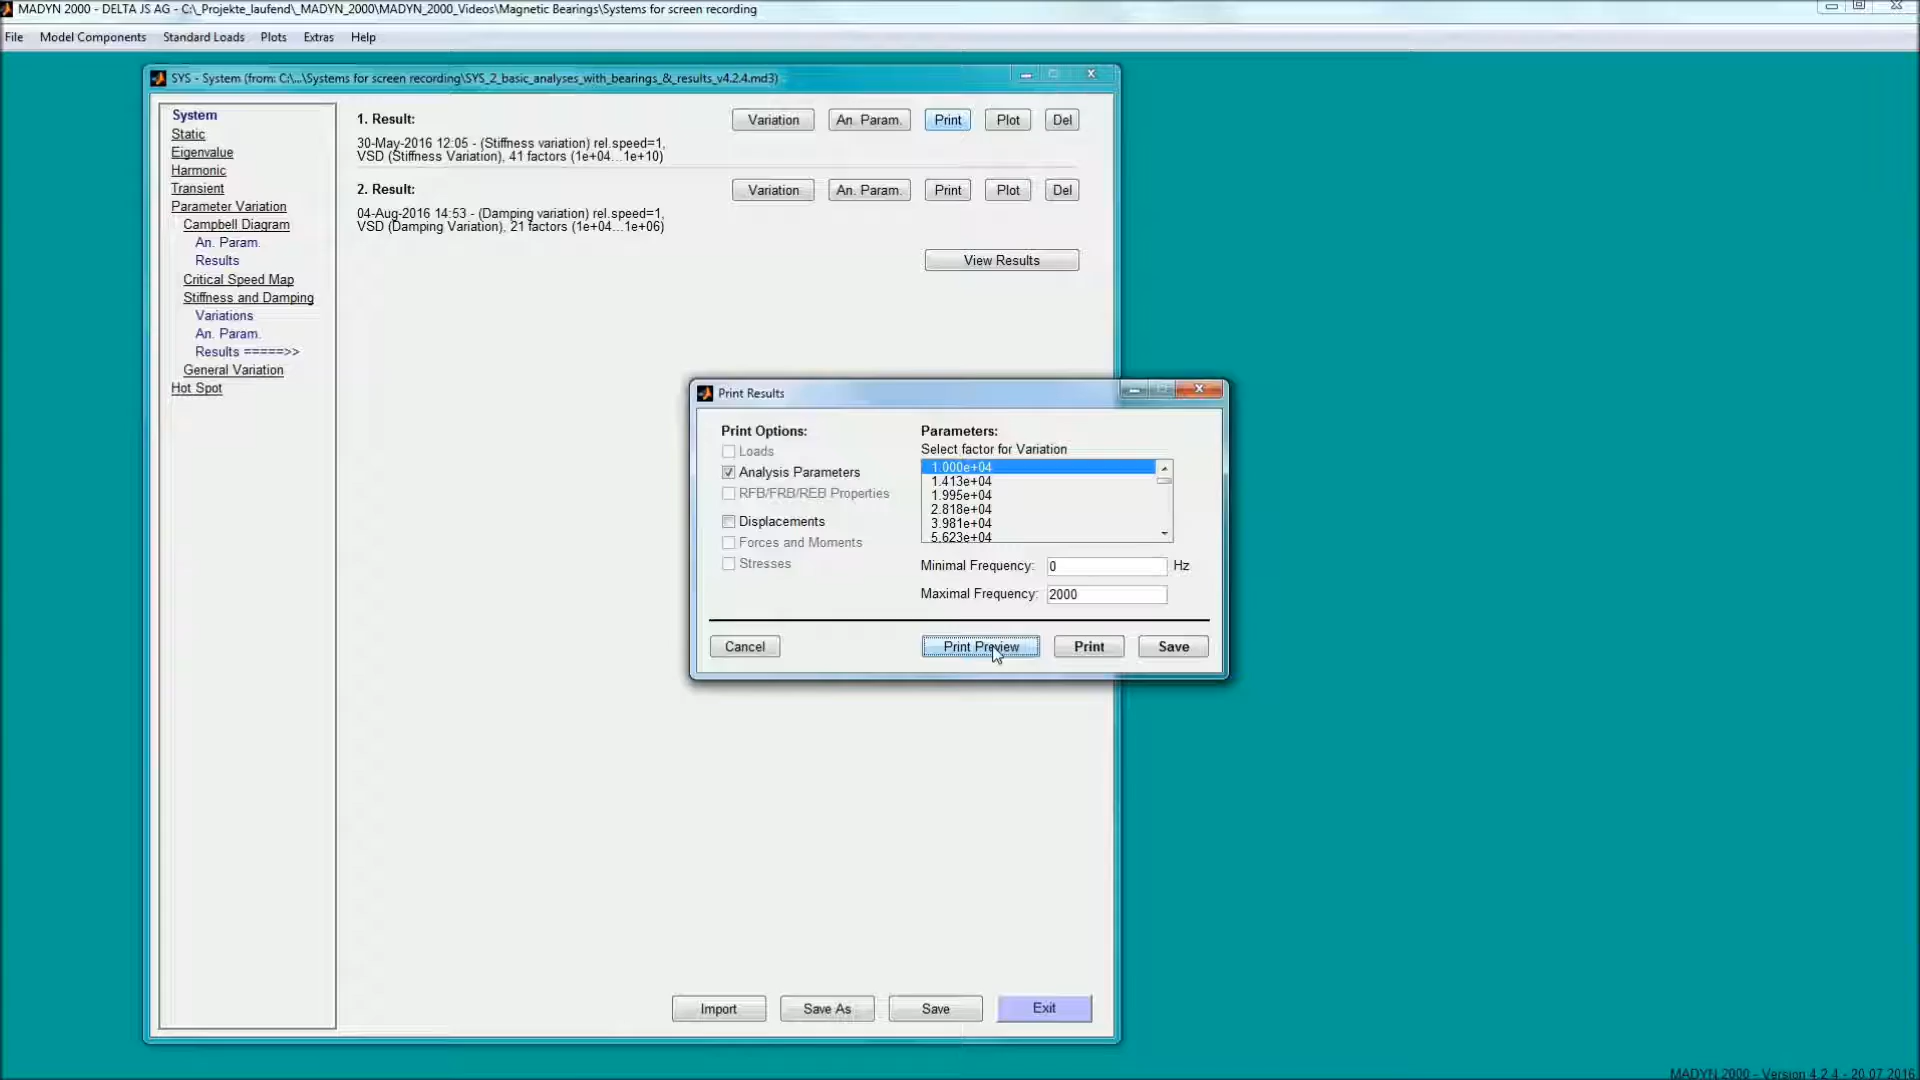 MADYN 2000 - DELTA JS AG - C:\_Projekte_laufend\_MADYN_2000\MADYN_2000_Videos\Magnetic Bearings\Systems for screen recording
File Model Components Standard Loads Plots Extras Help
SYS - System (from: C:\...\Systems for screen recording\SYS_2_basic_analyses_with_bearings_&_results_v4.2.4.md3)
System
Static
Eigenvalue
Harmonic
Transient
Parameter Variation
Campbell Diagram
An. Param.
Results
Critical Speed Map
Stiffness and Damping
Variations
An. Param.
Results =====>>
General Variation
Hot Spot
1. Result: Variation An. Param. Print Plot Del
30-May-2016 12:05 - (Stiffness variation) rel.speed=1,
VSD (Stiffness Variation), 41 factors (1e+04...1e+10)
2. Result: Variation An. Param. Print Plot Del
04-Aug-2016 14:53 - (Damping variation) rel.speed=1,
VSD (Damping Variation), 21 factors (1e+04...1e+06)
View Results
Print Results
Print Options:
Loads
Analysis Parameters
RFB/FRB/REB Properties
Displacements
Forces and Moments
Stresses
Parameters:
Select factor for Variation
1.000e+04
1.413e+04
1.995e+04
2.818e+04
3.981e+04
5.623e+04
Minimal Frequency: 0 Hz
Maximal Frequency: 2000
Cancel Print Preview Print Save
Import Save As Save Exit
MADYN 2000 - Version 4.2.4 - 20.07.2016